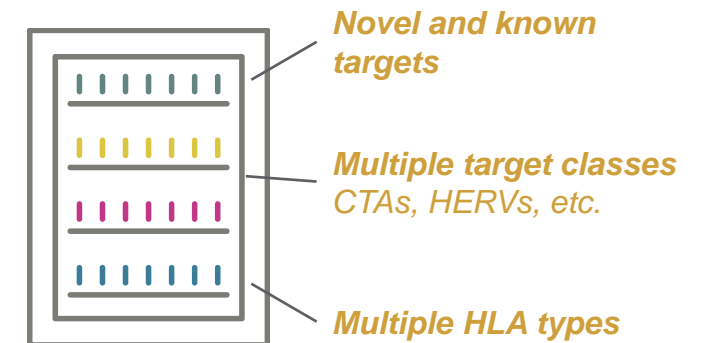 Novel and known
targets
Multiple target classes
CTAs, HERVs, etc.
Multiple HLA types